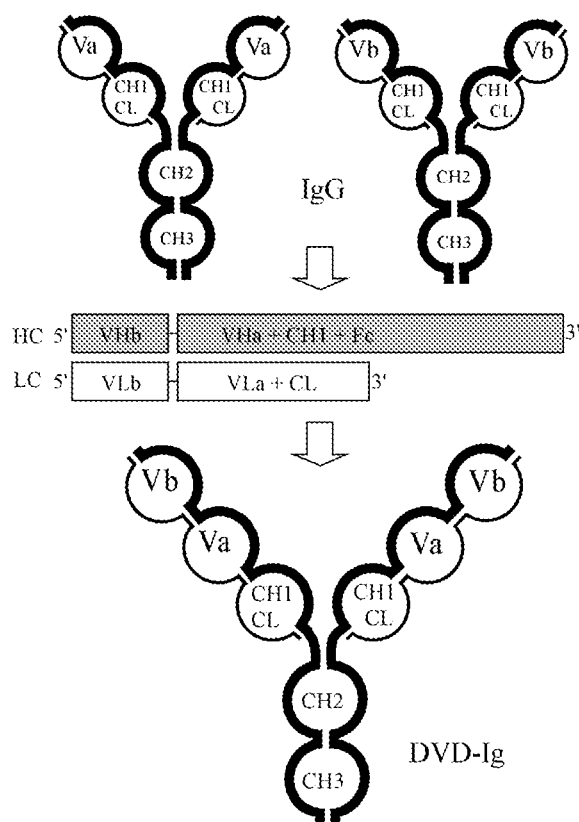 Va Va Vb Vb
CH1 CH1 CH1 CH1
CL CL CL CL
CH2 CH2
IgG
CH3 CH3
HC 5' VHb VHa + CH1 + Fc 3'
LC 5' VLb VLa + CL 3'
Vb Vb
Va Va
CH1 CH1
CL CL
CH2
DVD-Ig
CH3